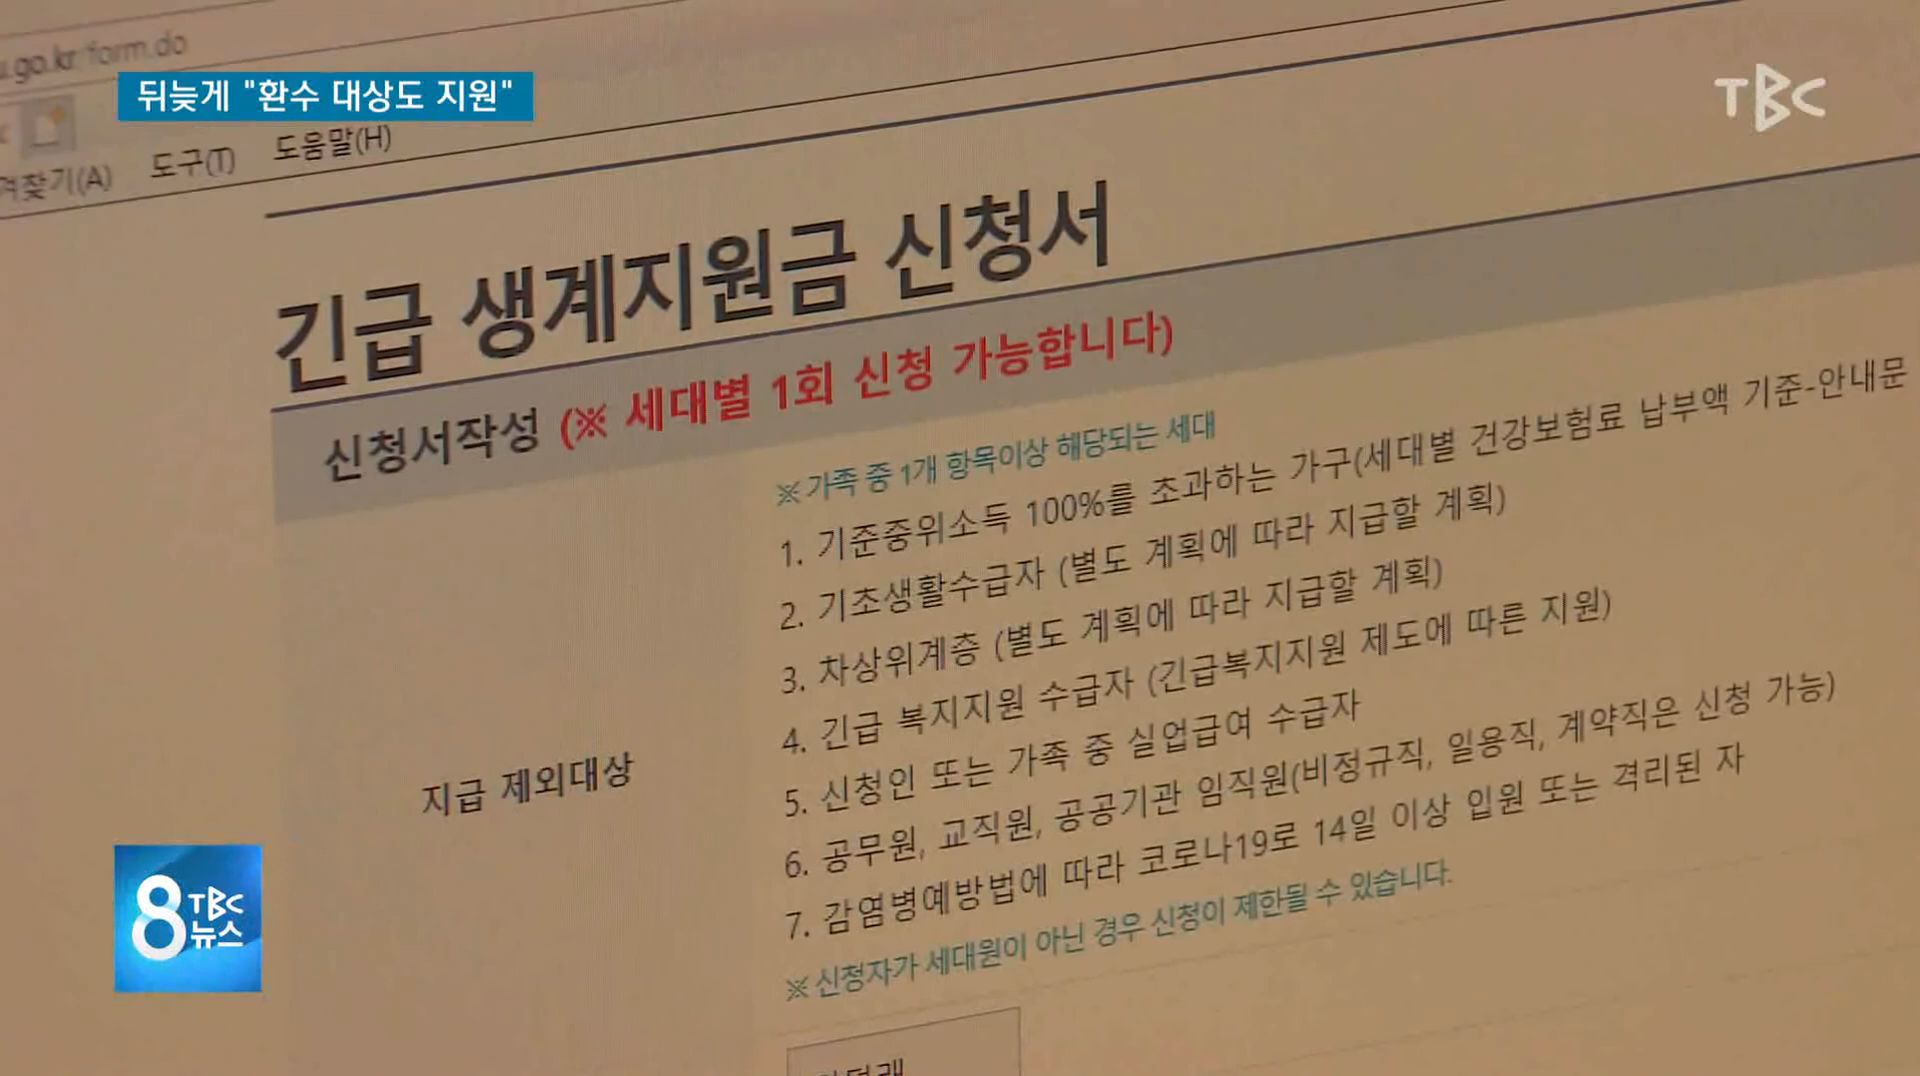 go.kr/form.do
뒤늦게 "환수 대상도 지원"
TBC
도구(T)
도움말(H)
긴급 생계지원금 신청서
신청서작성 (※ 세대별 1회 신청 가능합니다)
※ 가족 중 1개 항목이상 해당되는 세대
1. 기준중위소득 100%를 초과하는 가구(세대별 건강보험료 납부액 기준-안내문
2. 기초생활수급자 (별도 계획에 따라 지급할 계획)
3. 차상위계층 (별도 계획에 따라 지급할 계획)
4. 긴급 복지지원 수급자 (긴급복지지원 제도에 따른 지원)
지급 제외대상
5. 신청인 또는 가족 중 실업급여 수급자
6. 공무원, 교직원, 공공기관 임직원(비정규직, 일용직, 계약직은 신청 가능)
7. 감염병예방법에 따라 코로나19로 14일 이상 입원 또는 격리된 자
※ 신청자가 세대원이 아닌 경우 신청이 제한될 수 있습니다.
8 TBC
뉴스